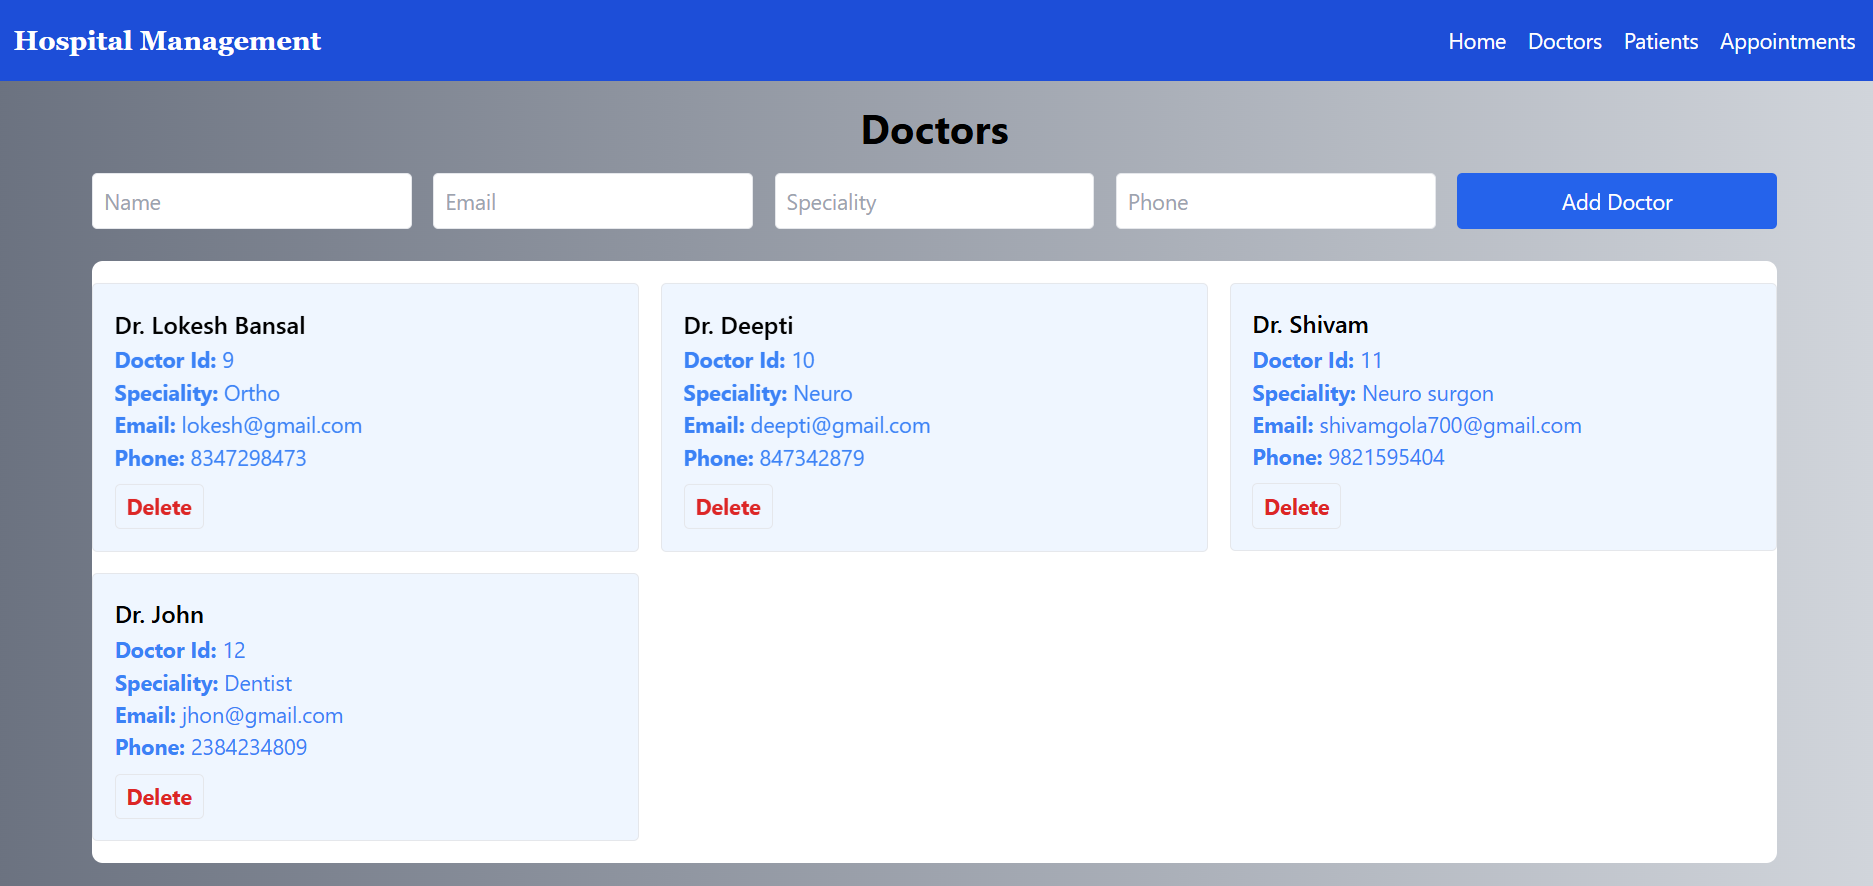 Hospital Management
Home Doctors Patients Appointments
Doctors
Name Email Speciality Phone Add Doctor
Dr. Lokesh Bansal
Doctor Id: 9
Speciality: Ortho
Email: lokesh@gmail.com
Phone: 8347298473
Delete
Dr. Deepti
Doctor Id: 10
Speciality: Neuro
Email: deepti@gmail.com
Phone: 847342879
Delete
Dr. Shivam
Doctor Id: 11
Speciality: Neuro surgon
Email: shivamgola700@gmail.com
Phone: 9821595404
Delete
Dr. John
Doctor Id: 12
Speciality: Dentist
Email: jhon@gmail.com
Phone: 2384234809
Delete